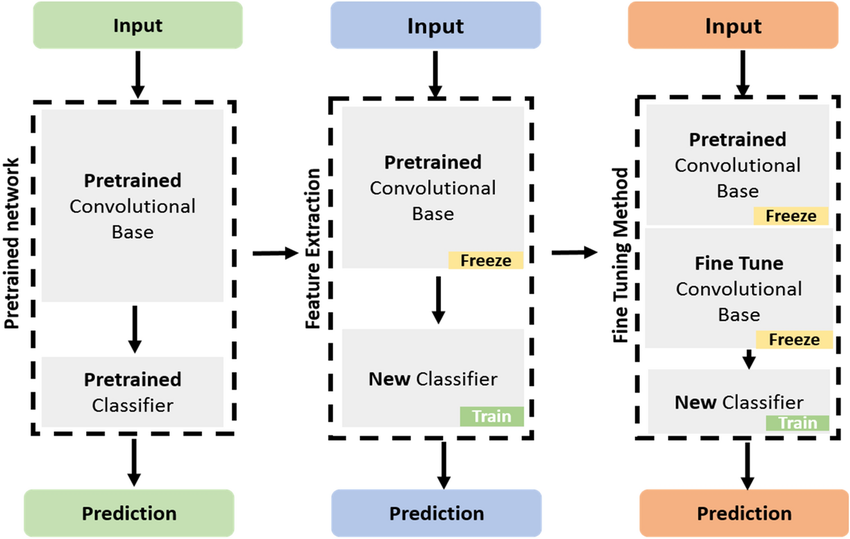 Input
Pretrained network
Pretrained
Convolutional
Base
Pretrained
Classifier
Prediction
Input
Feature Extraction
Pretrained
Convolutional
Base
Freeze
New Classifier
Train
Prediction
Input
Fine Tuning Method
Pretrained
Convolutional
Base
Freeze
Fine Tune
Convolutional
Base
Freeze
New Classifier
Train
Prediction